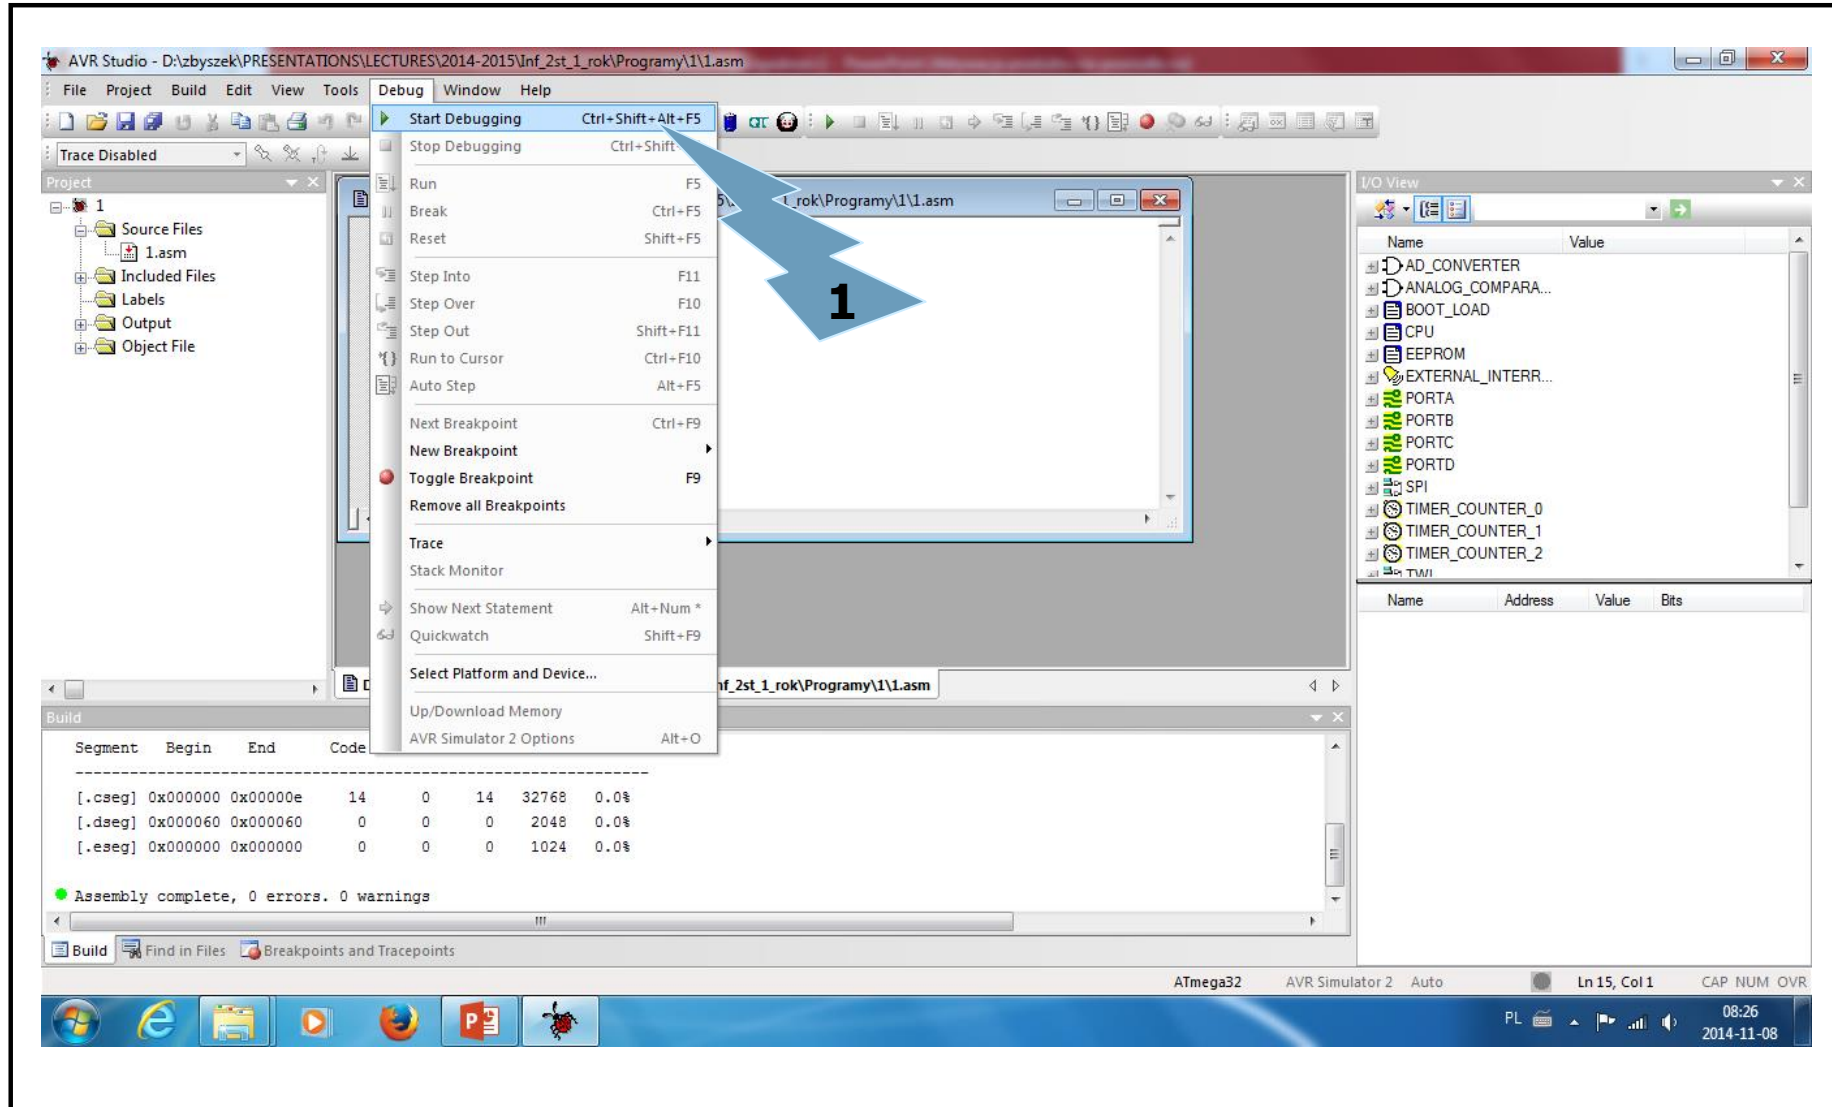 AVR Studio - D:\zbyszek\PRESENTATIONS\LECTURES\2014-2015\Inf_2st_1_rok\Programy\1\1.asm
File Project Build Edit View Tools Debug Window Help
Trace Disabled
Start Debugging Ctrl+Shift+Alt+F5
Stop Debugging Ctrl+Shift
Run F5
Break Ctrl+F5
Reset Shift+F5
Step Into F11
Step Over F10
Step Out Shift+F11
Run to Cursor Ctrl+F10
Auto Step Alt+F5
Next Breakpoint Ctrl+F9
New Breakpoint
Toggle Breakpoint F9
Remove all Breakpoints
Trace
Stack Monitor
Show Next Statement Alt+Num *
Quickwatch Shift+F9
Select Platform and Device...
Up/Download Memory
AVR Simulator 2 Options Alt+O
1
Project
1
Source Files
1.asm
Included Files
Labels
Output
Object File
1_rok\Programy\1\1.asm
nf_2st_1_rok\Programy\1\1.asm
I/O View
Name Value
AD_CONVERTER
ANALOG_COMPARA...
BOOT_LOAD
CPU
EEPROM
EXTERNAL_INTERR...
PORTA
PORTB
PORTC
PORTD
SPI
TIMER_COUNTER_0
TIMER_COUNTER_1
TIMER_COUNTER_2
TWI
Name Address Value Bits
Build
Segment Begin End Code
---------------------------------------------------------------
[.cseg] 0x000000 0x00000e 14 0 14 32768 0.0%
[.dseg] 0x000060 0x000060 0 0 0 2048 0.0%
[.eseg] 0x000000 0x000000 0 0 0 1024 0.0%
Assembly complete, 0 errors. 0 warnings
Build Find in Files Breakpoints and Tracepoints
ATmega32 AVR Simulator 2 Auto Ln 15, Col 1 CAP NUM OVR
PL
08:26
2014-11-08